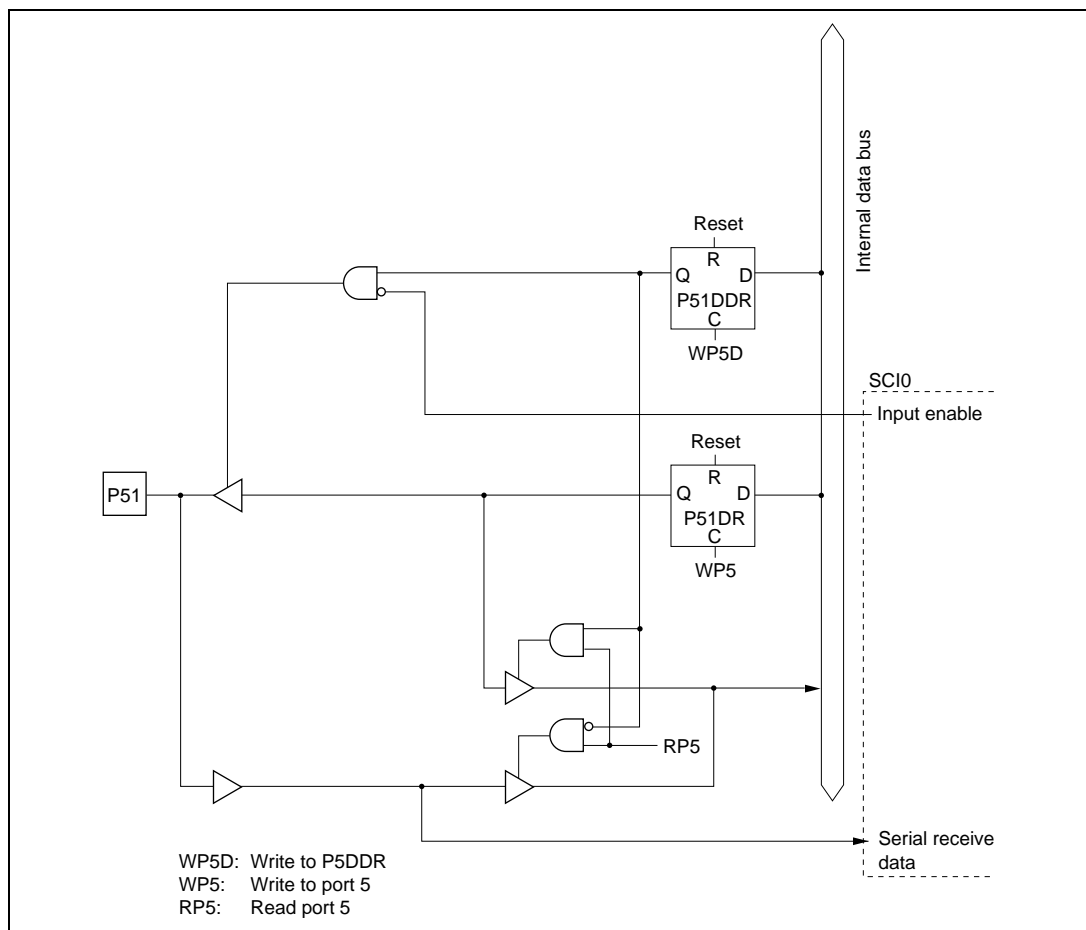 Internal data bus
Reset
R
Q D
P51DDR
C
WP5D
SCI0
Input enable
Reset
R
P51
Q D
P51DR
C
WP5
RP5
Serial receive
data
WP5D: Write to P5DDR
WP5: Write to port 5
RP5: Read port 5